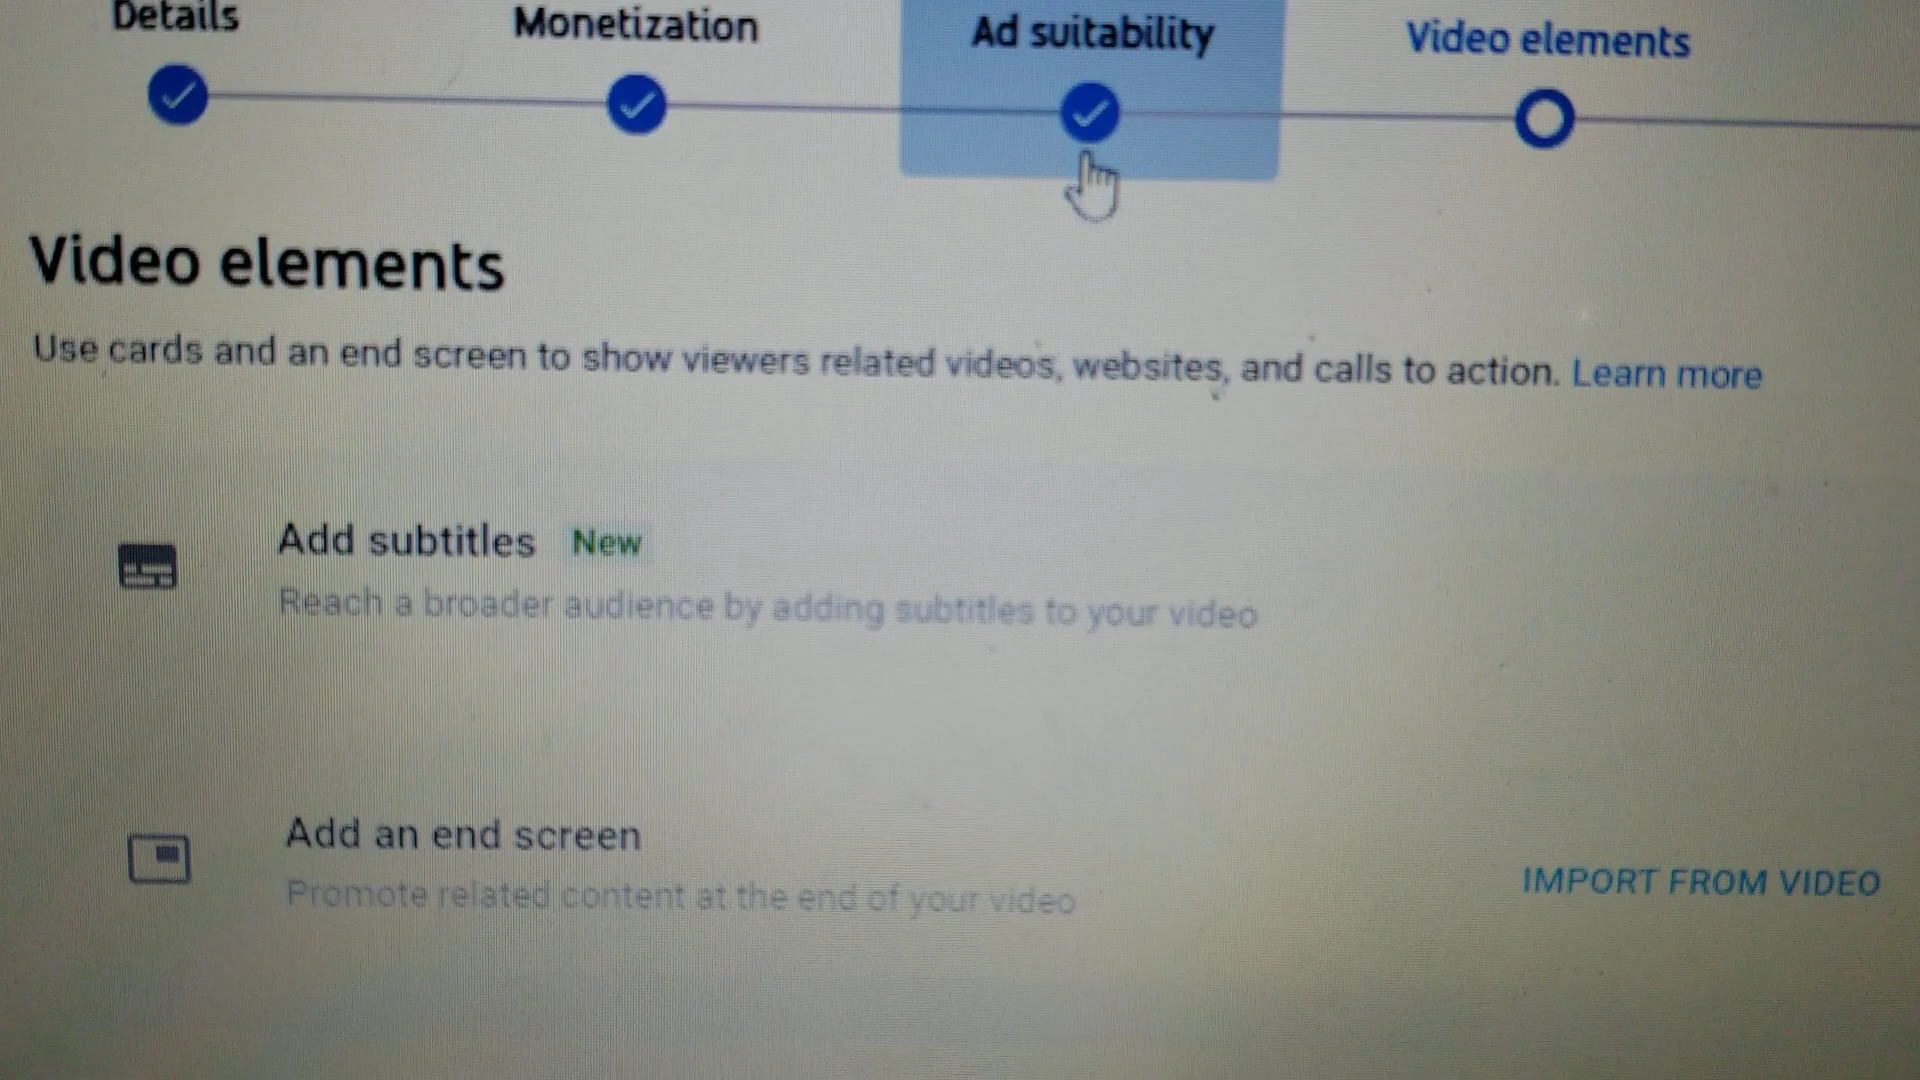 Details Monetization Ad suitability Video elements
Video elements
Use cards and an end screen to show viewers related videos, websites, and calls to action. Learn more
Add subtitles New
Reach a broader audience by adding subtitles to your video
Add an end screen
Promote related content at the end of your video
IMPORT FROM VIDEO